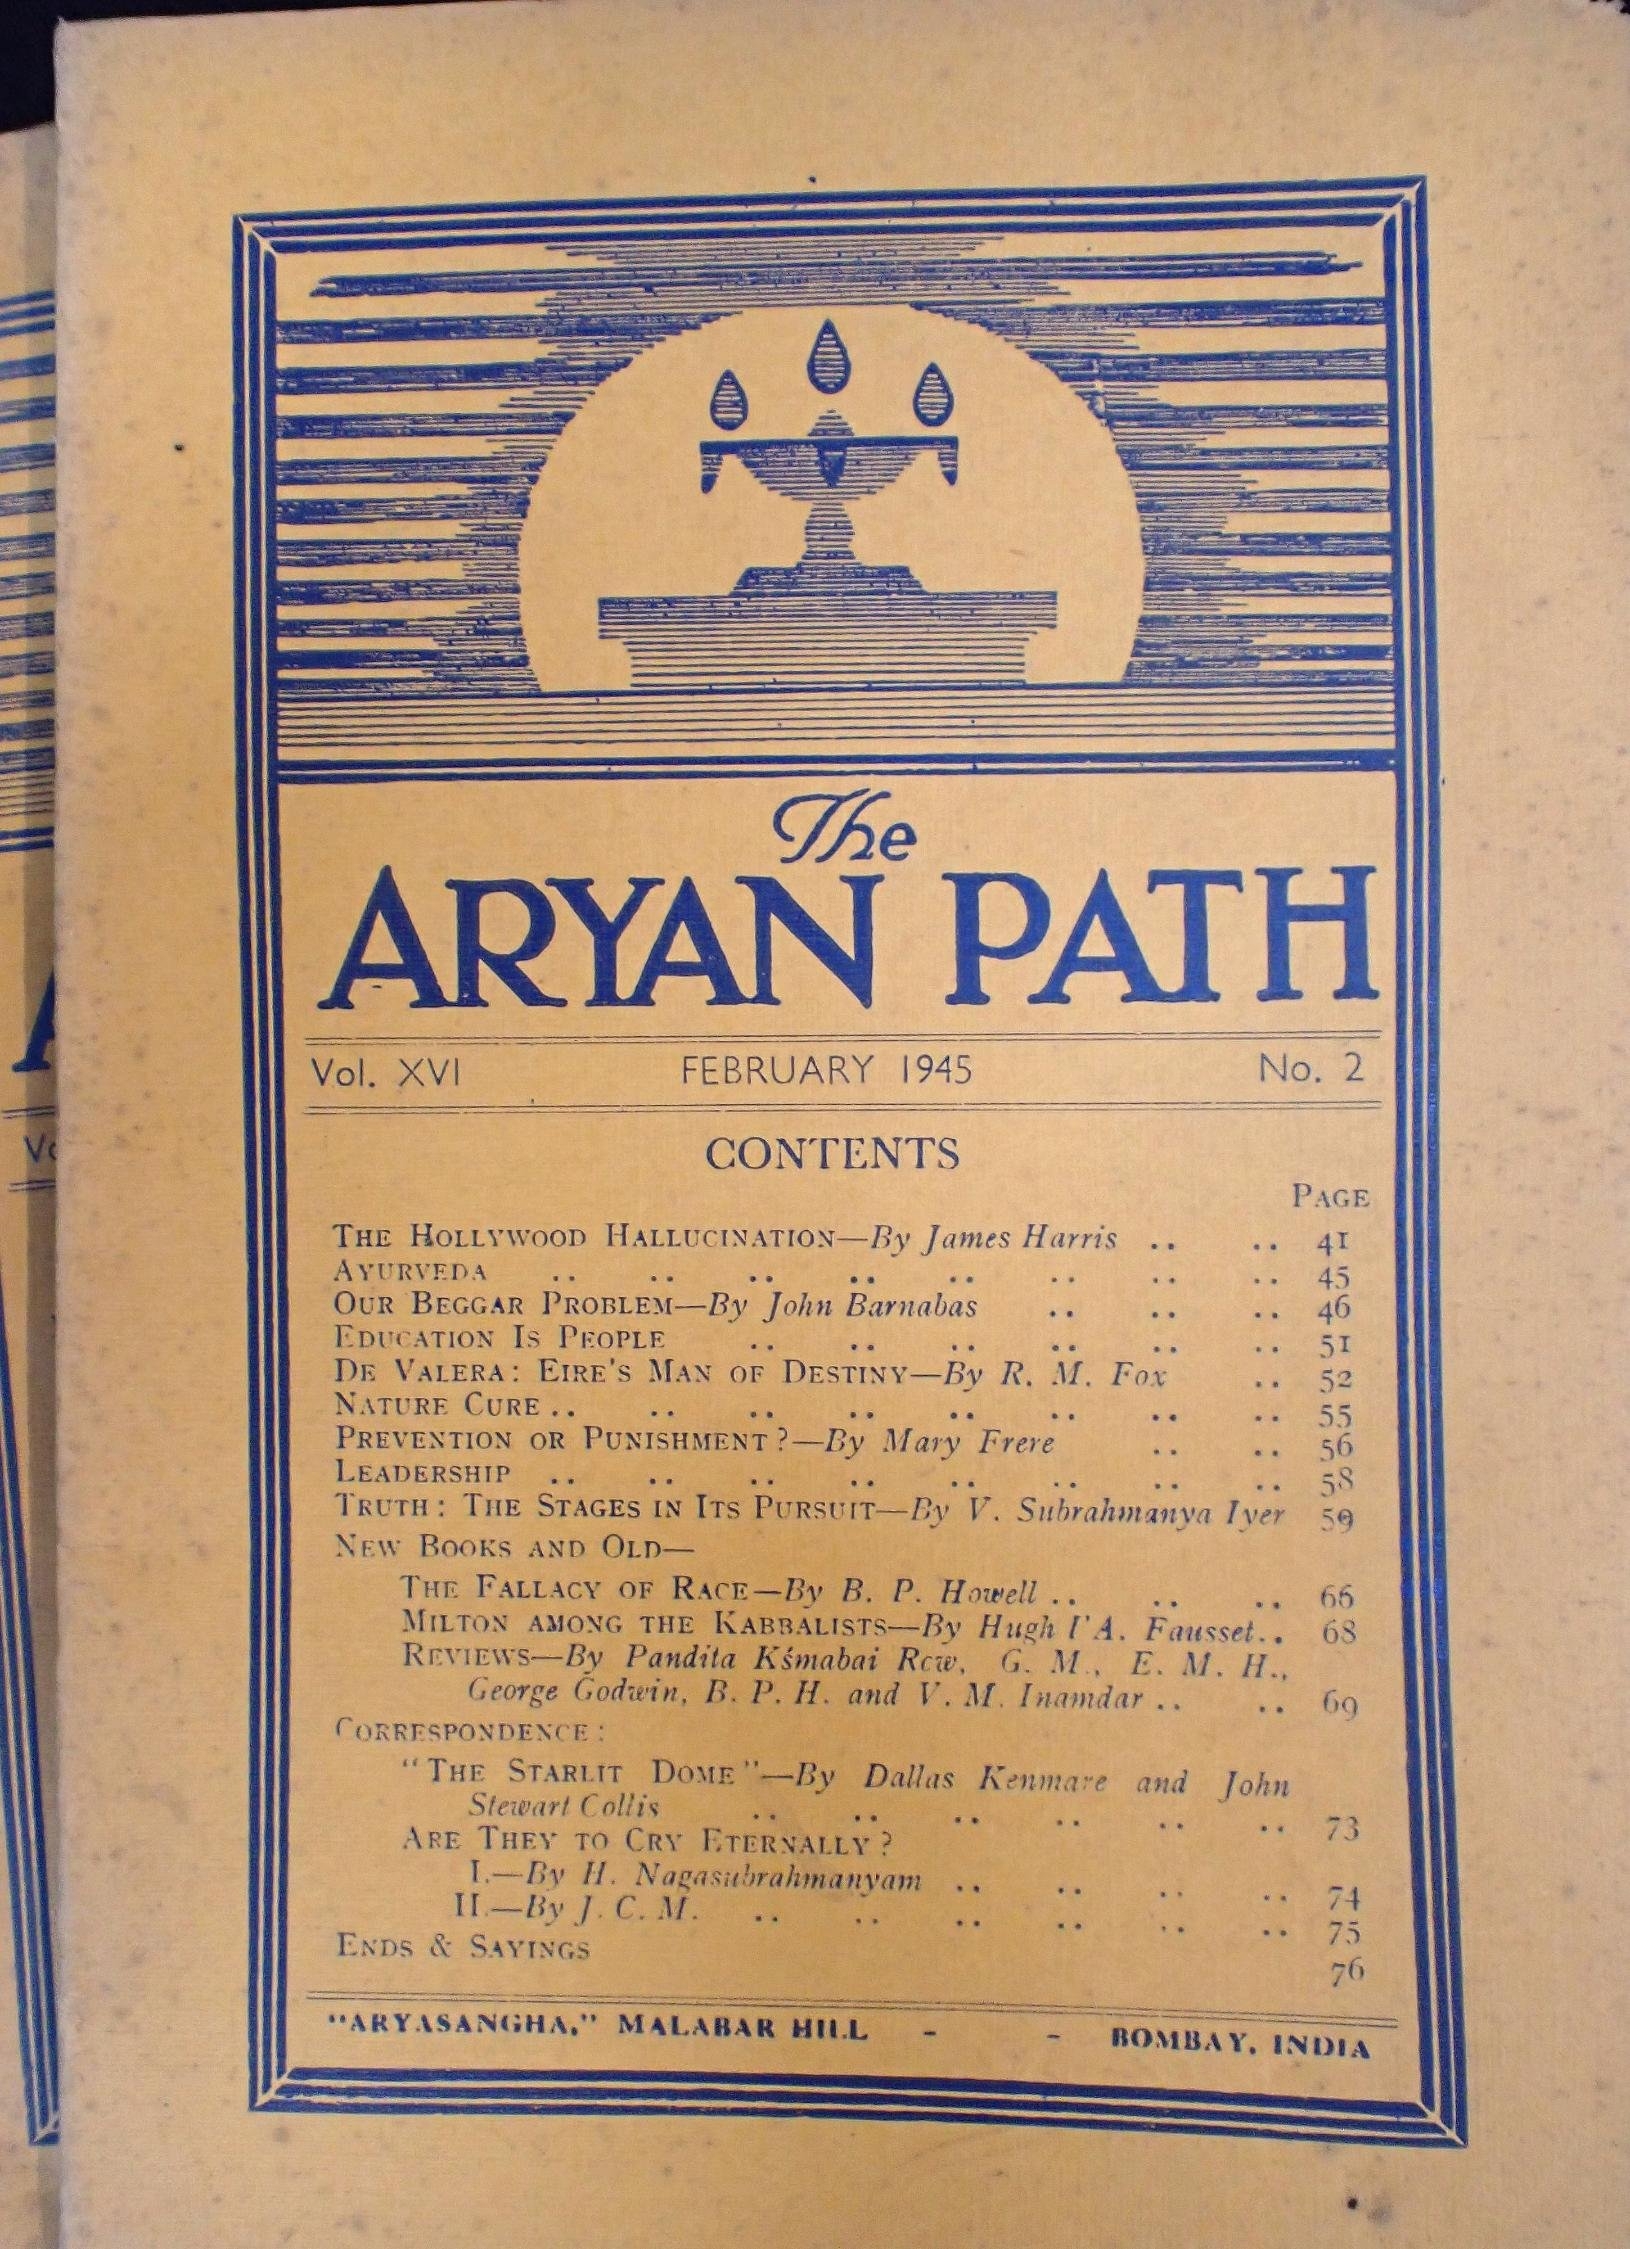 The
ARYAN PATH
Vol. XVI FEBRUARY 1945 No. 2
CONTENTS
PAGE
THE HOLLYWOOD HALLUCINATION—By James Harris .. .. 41
AYURVEDA .. .. .. .. .. .. .. .. 45
OUR BEGGAR PROBLEM—By John Barnabas .. .. .. 46
EDUCATION IS PEOPLE .. .. .. .. .. .. 51
DE VALERA: EIRE'S MAN OF DESTINY—By R. M. Fox .. 52
NATURE CURE .. .. .. .. .. .. .. .. 55
PREVENTION OR PUNISHMENT?—By Mary Frere .. .. 56
LEADERSHIP .. .. .. .. .. .. .. .. 58
TRUTH: THE STAGES IN ITS PURSUIT—By V. Subrahmanya Iyer 59
NEW BOOKS AND OLD—
THE FALLACY OF RACE—By B. P. Howell .. .. .. 66
MILTON AMONG THE KABBALISTS—By Hugh I'A. Fausset .. 68
REVIEWS—By Pandita Kśmabai Row, G. M., E. M. H.,
George Godwin, B. P. H. and V. M. Inamdar .. .. 69
CORRESPONDENCE:
"THE STARLIT DOME"—By Dallas Kenmare and John
Stewart Collis .. .. .. .. .. .. 73
ARE THEY TO CRY ETERNALLY?
I.—By H. Nagasubrahmanyam .. .. .. .. 74
II.—By J. C. M. .. .. .. .. .. .. 75
ENDS & SAYINGS 76
"ARYASANGHA," MALABAR HILL - - BOMBAY, INDIA